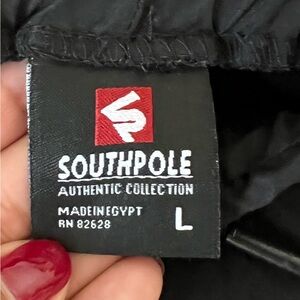 SOUTHPOLE
AUTHENTIC COLLECTION
MADEINEGYPT
RN 82628
L